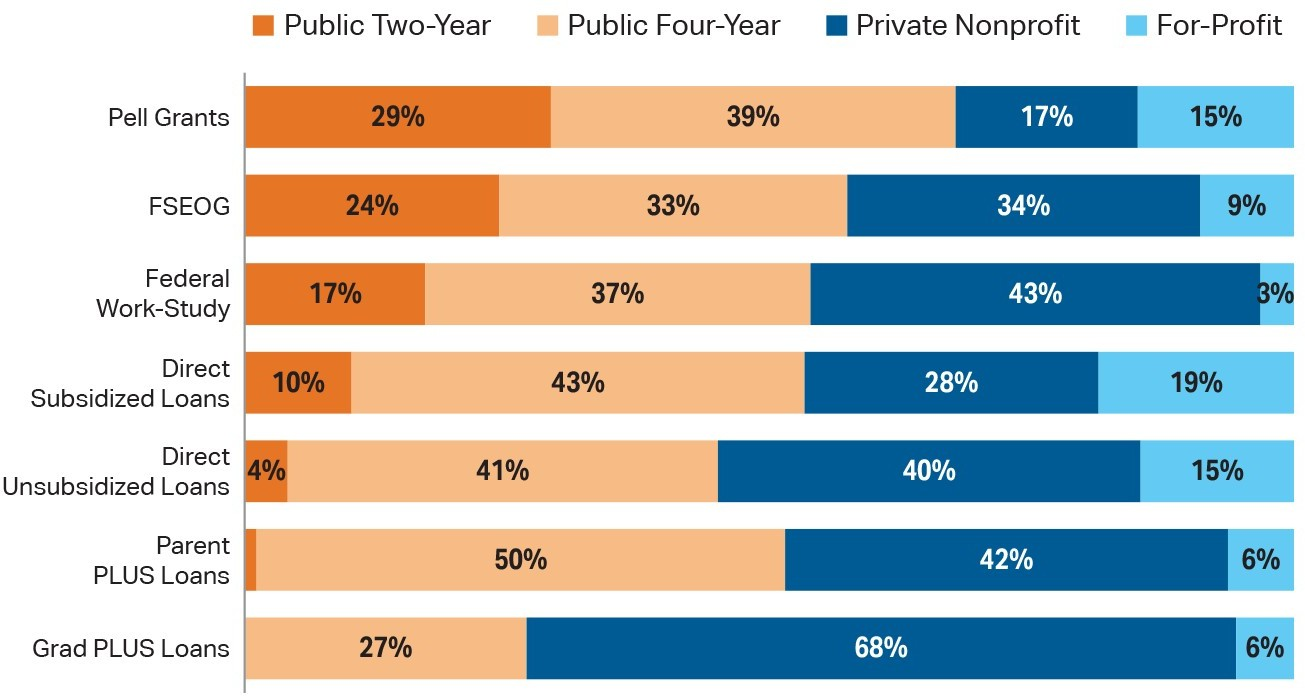 Public Two-Year Public Four-Year Private Nonprofit For-Profit
Pell Grants 29% 39% 17% 15%
FSEOG 24% 33% 34% 9%
Federal
Work-Study 17% 37% 43% 3%
Direct
Subsidized Loans 10% 43% 28% 19%
Direct
Unsubsidized Loans 4% 41% 40% 15%
Parent
PLUS Loans 50% 42% 6%
Grad PLUS Loans 27% 68% 6%